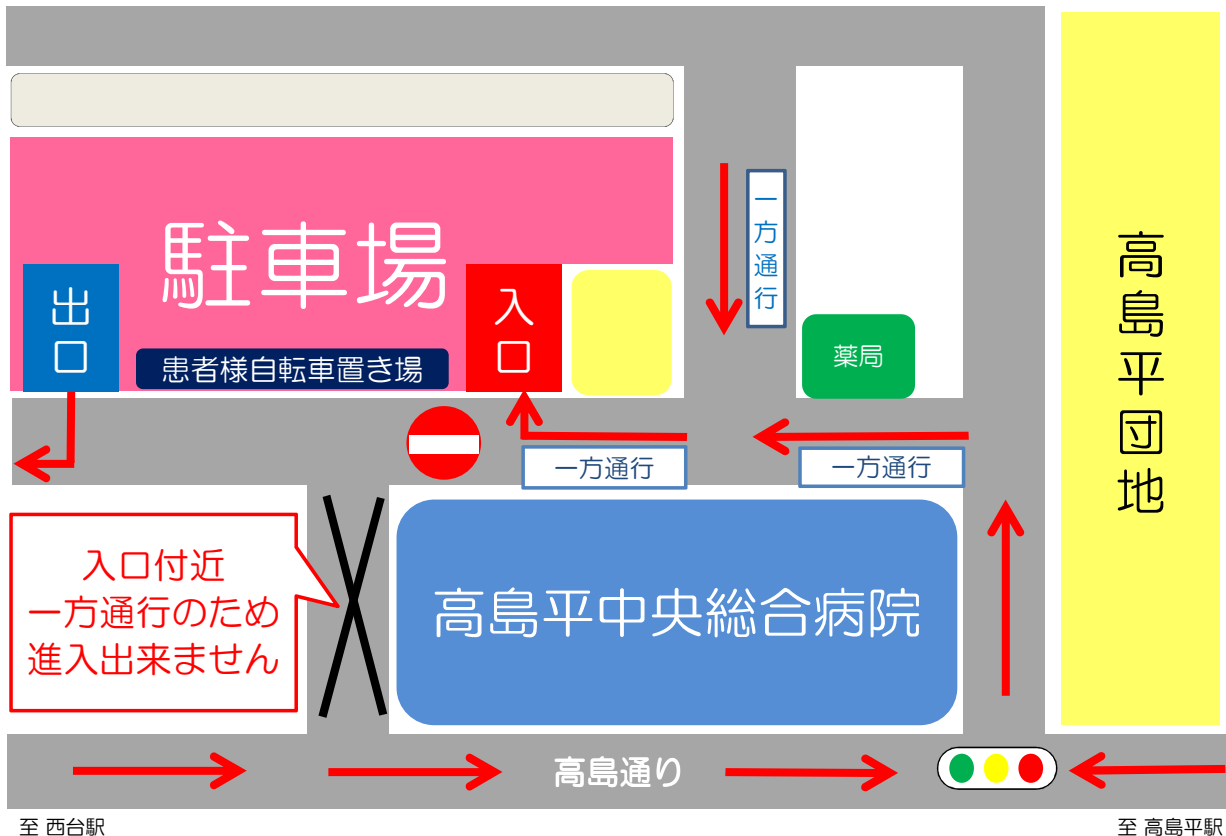 駐車場
出口
入口
患者様自転車置き場
一方通行
薬局
高島平団地
一方通行
一方通行
入口付近
一方通行のため
進入出来ません
高島平中央総合病院
高島通り
至 西台駅
至 高島平駅